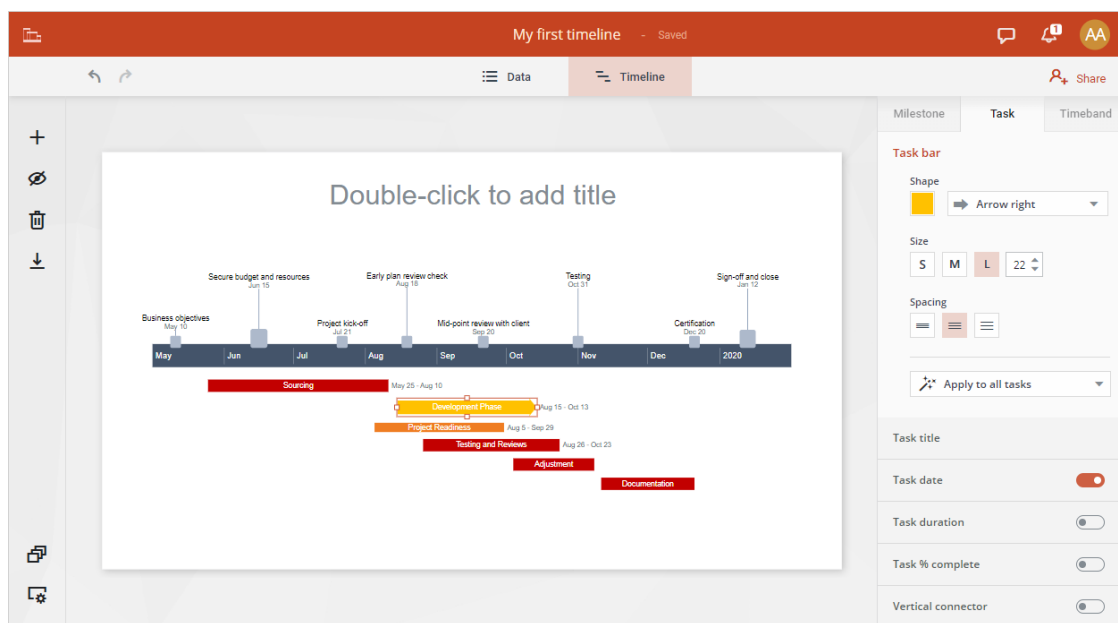 My first timeline - Saved
1
AA
Data
Timeline
Share
Milestone
Task
Timeband
Task bar
Shape
Arrow right
Size
S
M
L
22
Spacing
Apply to all tasks
Task title
Task date
Task duration
Task % complete
Vertical connector
Double-click to add title
Secure budget and resources
Jun 15
Early plan review check
Aug 18
Testing
Oct 31
Sign-off and close
Jan 12
Business objectives
May 10
Project kick-off
Jul 21
Mid-point review with client
Sep 20
Certification
Dec 20
May
Jun
Jul
Aug
Sep
Oct
Nov
Dec
2020
Sourcing
May 25 - Aug 10
Development Phase
Aug 15 - Oct 13
Project Readiness
Aug 5 - Sep 29
Testing and Reviews
Aug 26 - Oct 23
Adjustment
Documentation